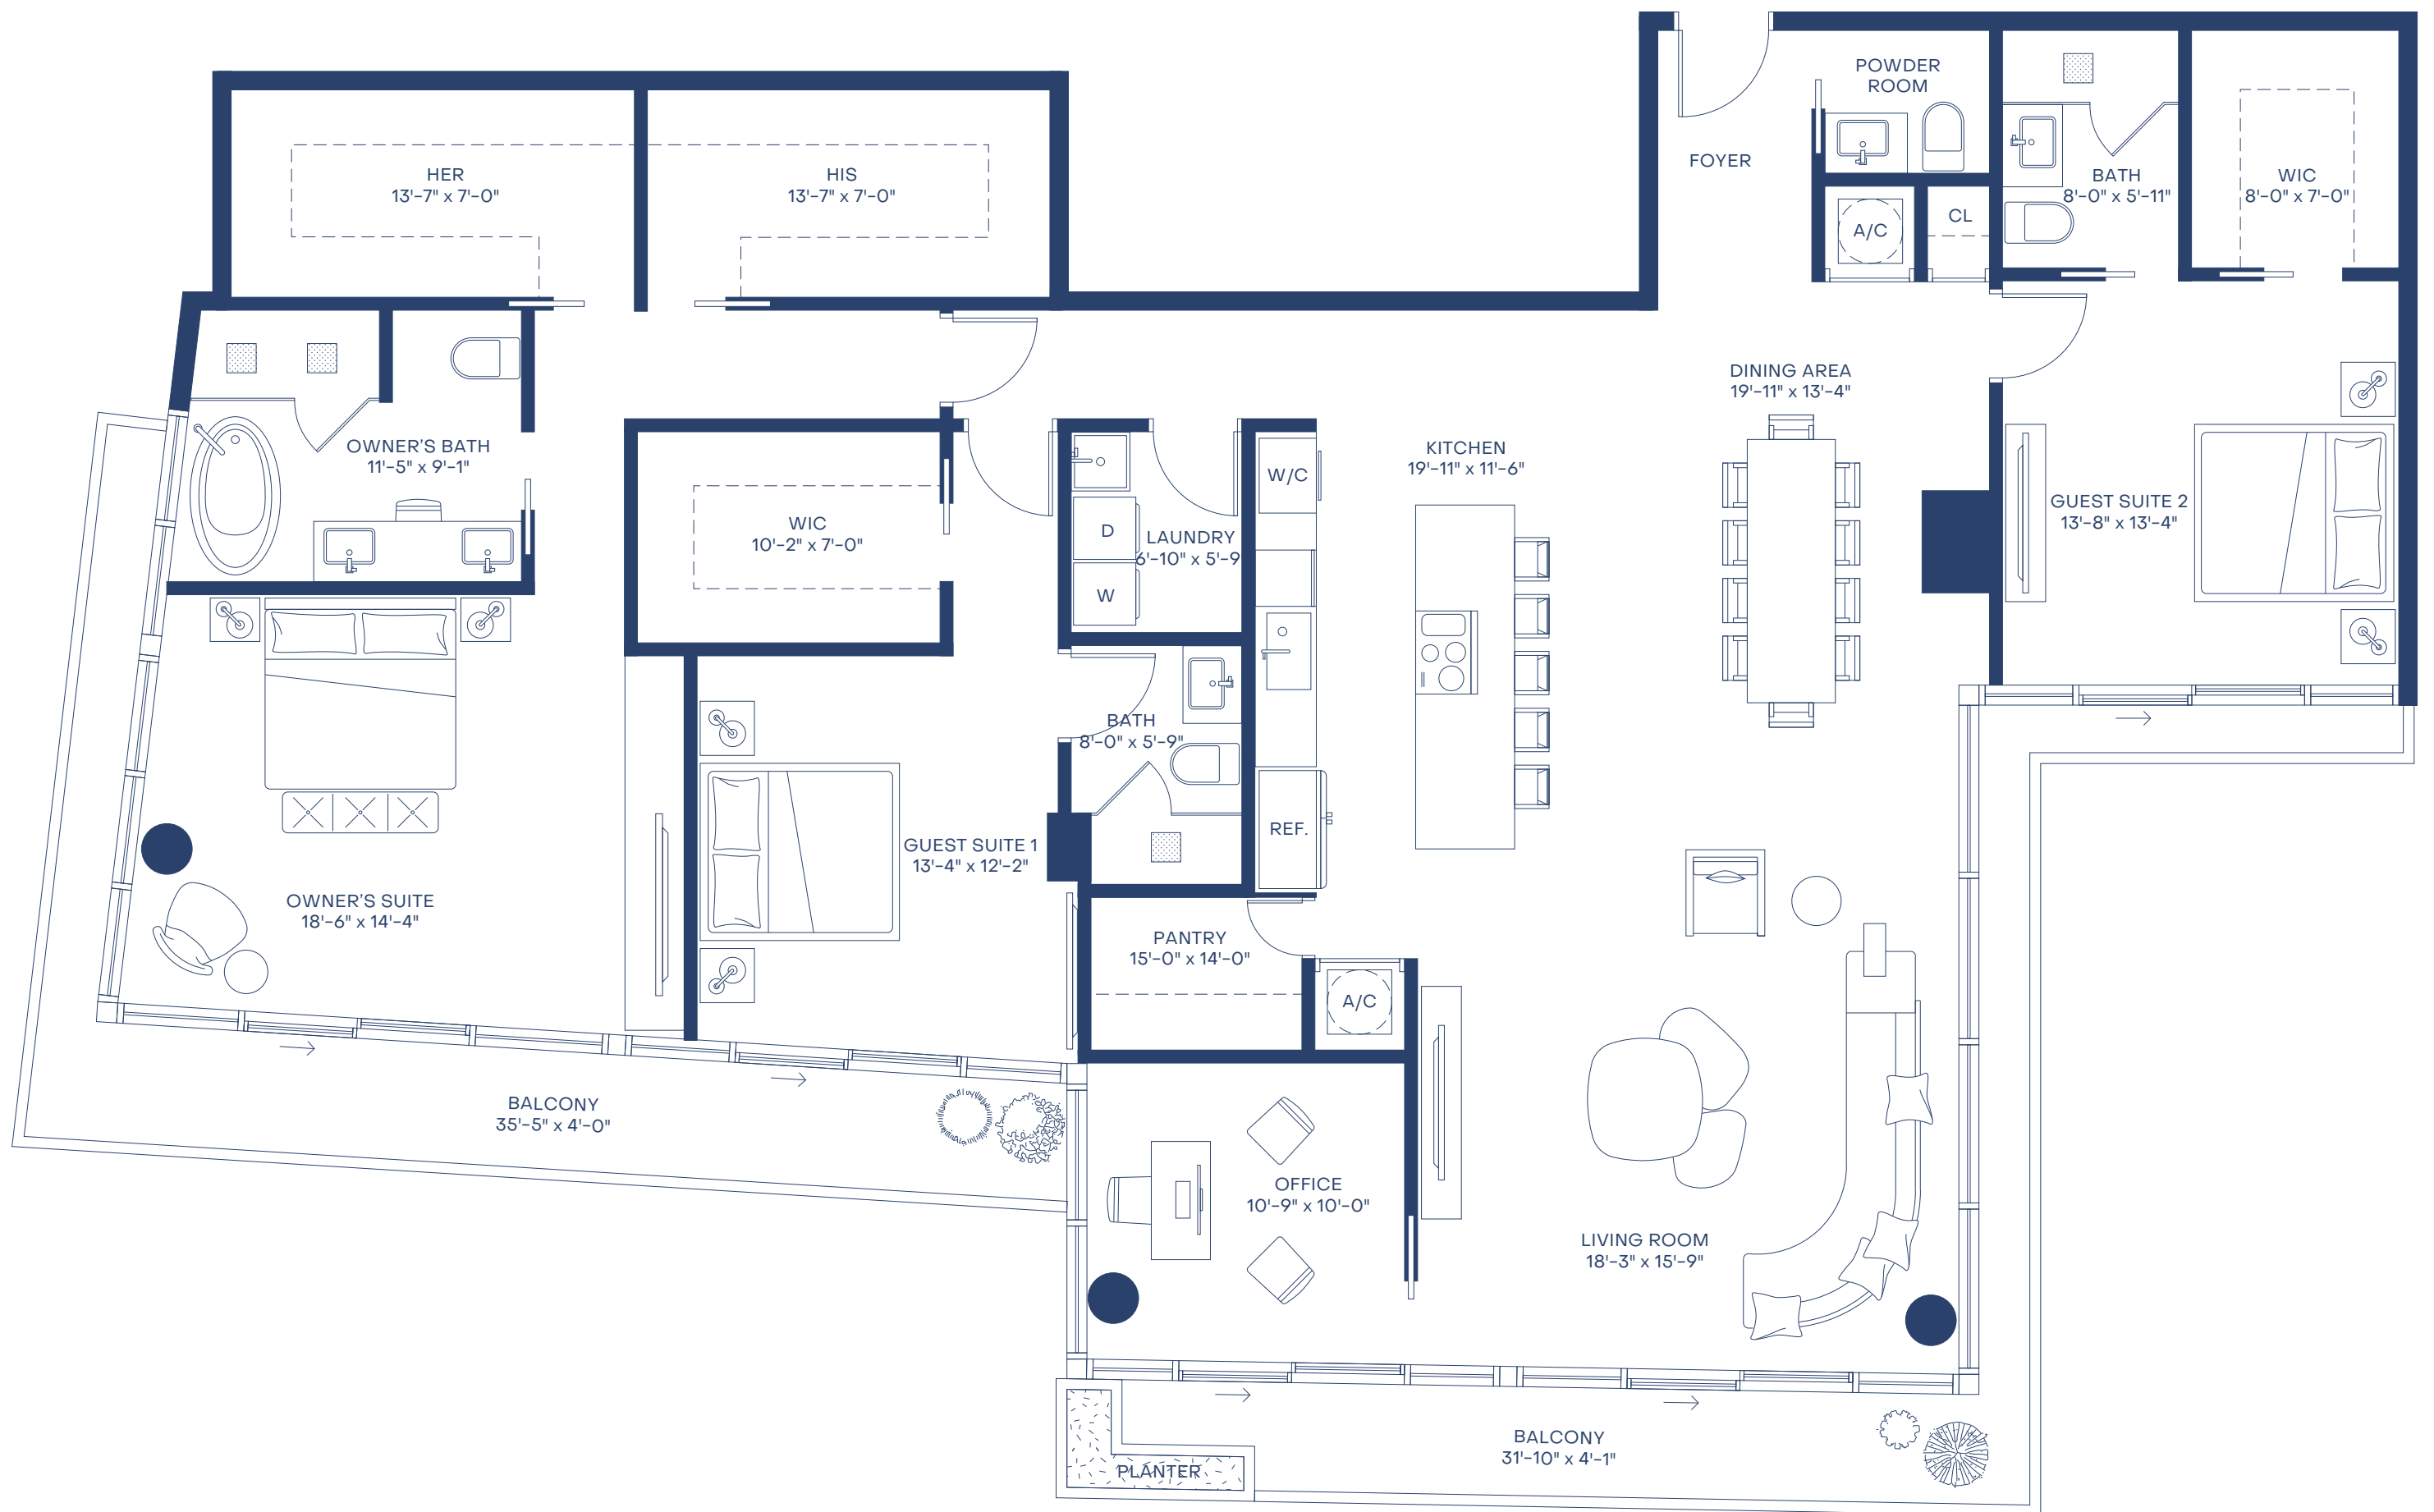 POWDER
ROOM
FOYER
HER
13'-7" x 7'-0"
HIS
13'-7" x 7'-0"
BATH
8'-0" x 5'-11"
WIC
8'-0" x 7'-0"
A/C
CL
DINING AREA
19'-11" x 13'-4"
OWNER'S BATH
11'-5" x 9'-1"
KITCHEN
19'-11" x 11'-6"
W/C
WIC
10'-2" x 7'-0"
D
LAUNDRY
6'-10" x 5'-9
W
GUEST SUITE 2
13'-8" x 13'-4"
BATH
8'-0" x 5'-9"
REF.
GUEST SUITE 1
13'-4" x 12'-2"
OWNER'S SUITE
18'-6" x 14'-4"
PANTRY
15'-0" x 14'-0"
A/C
BALCONY
35'-5" x 4'-0"
OFFICE
10'-9" x 10'-0"
LIVING ROOM
18'-3" x 15'-9"
BALCONY
31'-10" x 4'-1"
PLANTER